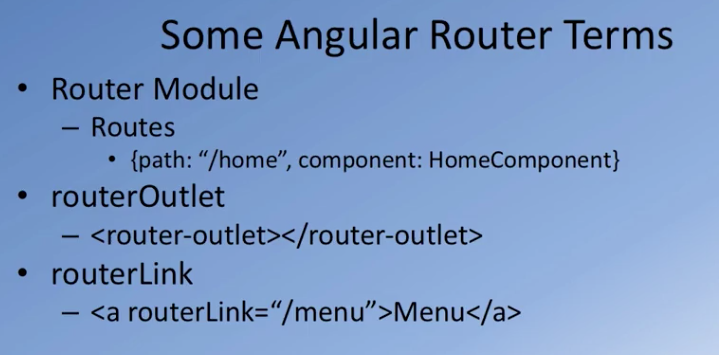 Some Angular Router Terms
• Router Module
– Routes
• {path: “/home”, component: HomeComponent}
• routerOutlet
– <router-outlet></router-outlet>
• routerLink
– <a routerLink=“/menu”>Menu</a>